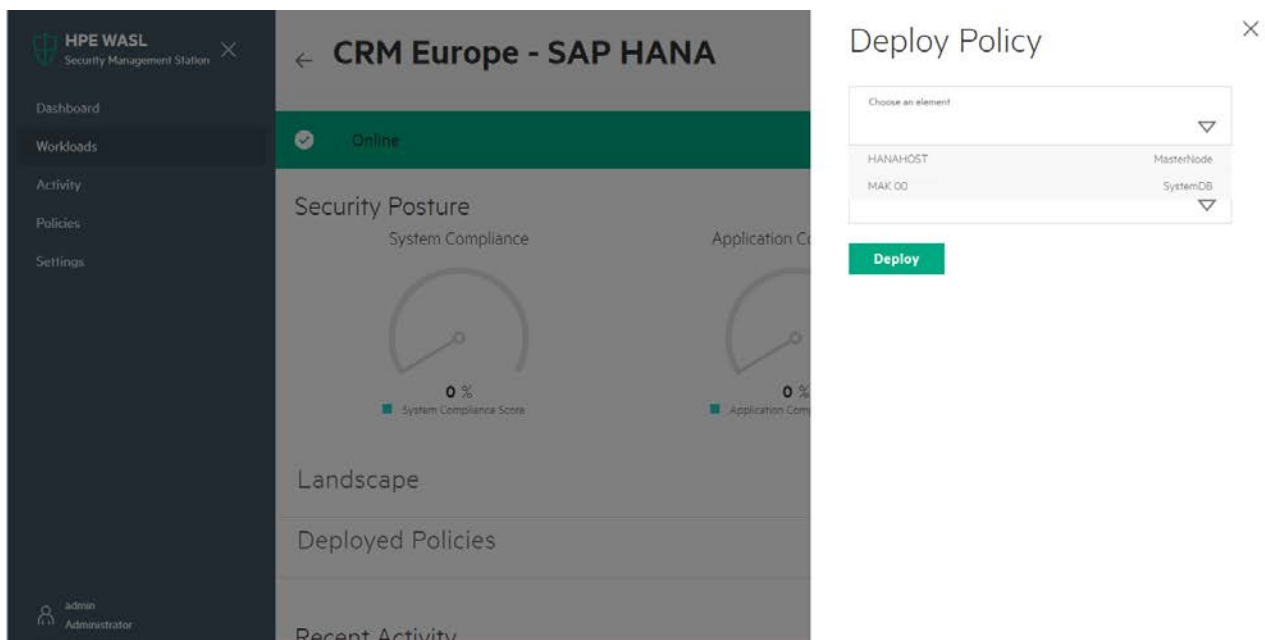 HPE WASL
Security Management Station
Dashboard
Workloads
Activity
Policies
Settings
admin
Administrator
CRM Europe - SAP HANA
Online
Security Posture
System Compliance
0 %
System Compliance Score
Application Co
0 %
Application Com
Landscape
Deployed Policies
Recent Activity
Deploy Policy
Choose an element
HANAHOST MasterNode
MAK 00 SystemDB
Deploy